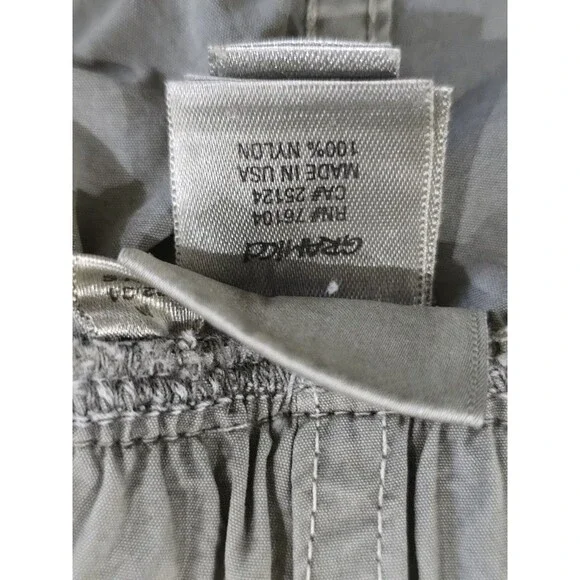 GRAMICCI
RN# 76104
CA# 25124
MADE IN USA
100% NYLON